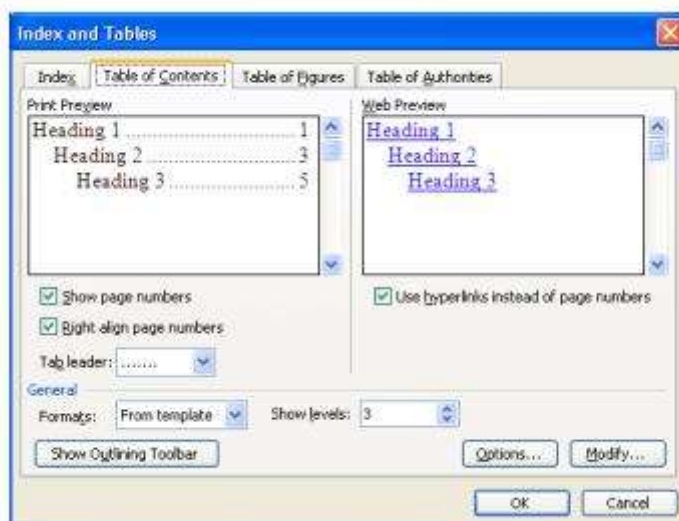 Index and Tables
Index Table of Contents Table of Figures Table of Authorities
Print Preview
Heading 1 ........................ 1
Heading 2 ..................... 3
Heading 3 .................. 5
Web Preview
Heading 1
Heading 2
Heading 3
Show page numbers
Right align page numbers
Tab leader: .......
Use hyperlinks instead of page numbers
General
Formats: From template Show levels: 3
Show Outlining Toolbar Options... Modify...
OK Cancel